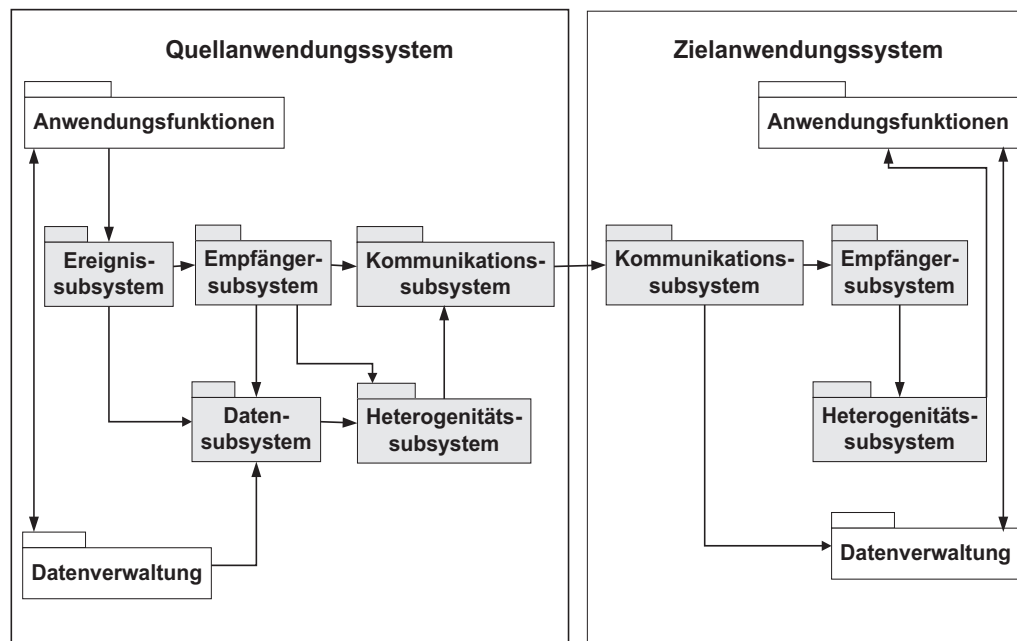 Quellanwendungssystem
Anwendungsfunktionen
Ereignis-
subsystem
Empfänger-
subsystem
Kommunikations-
subsystem
Daten-
subsystem
Heterogenitäts-
subsystem
Datenverwaltung
Zielanwendungssystem
Anwendungsfunktionen
Kommunikations-
subsystem
Empfänger-
subsystem
Heterogenitäts-
subsystem
Datenverwaltung